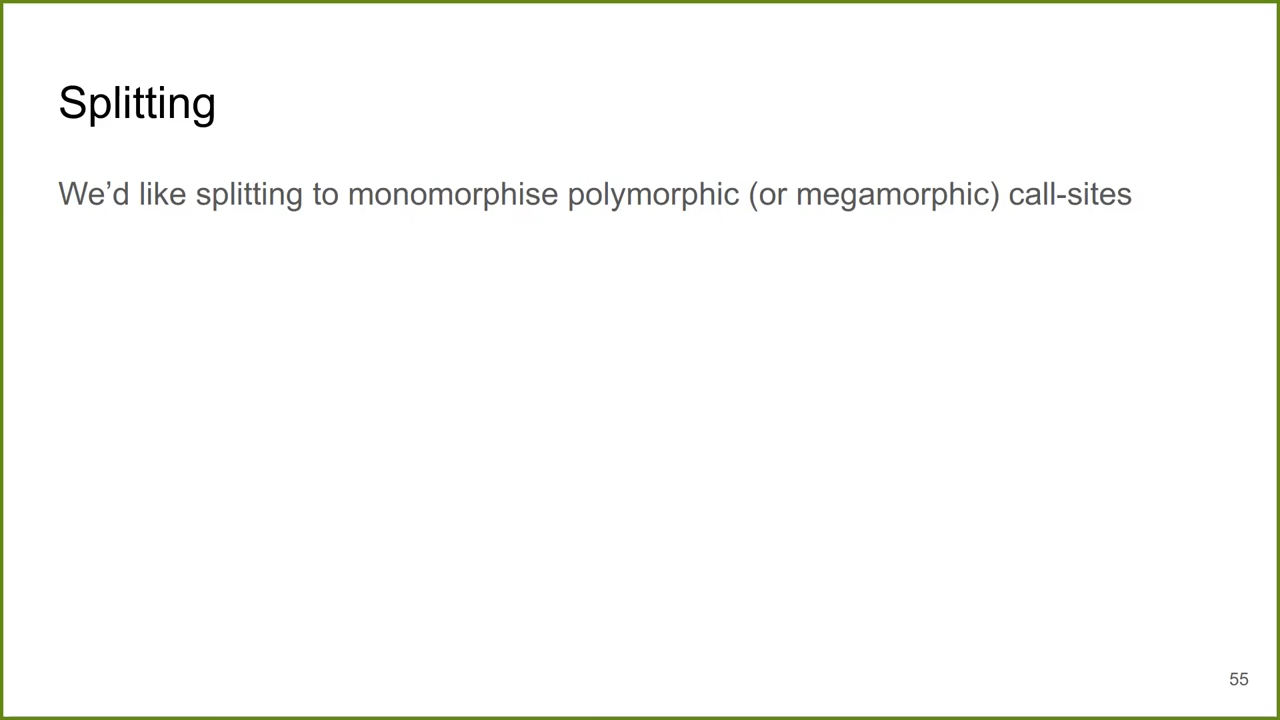 Splitting
We’d like splitting to monomorphise polymorphic (or megamorphic) call-sites
55